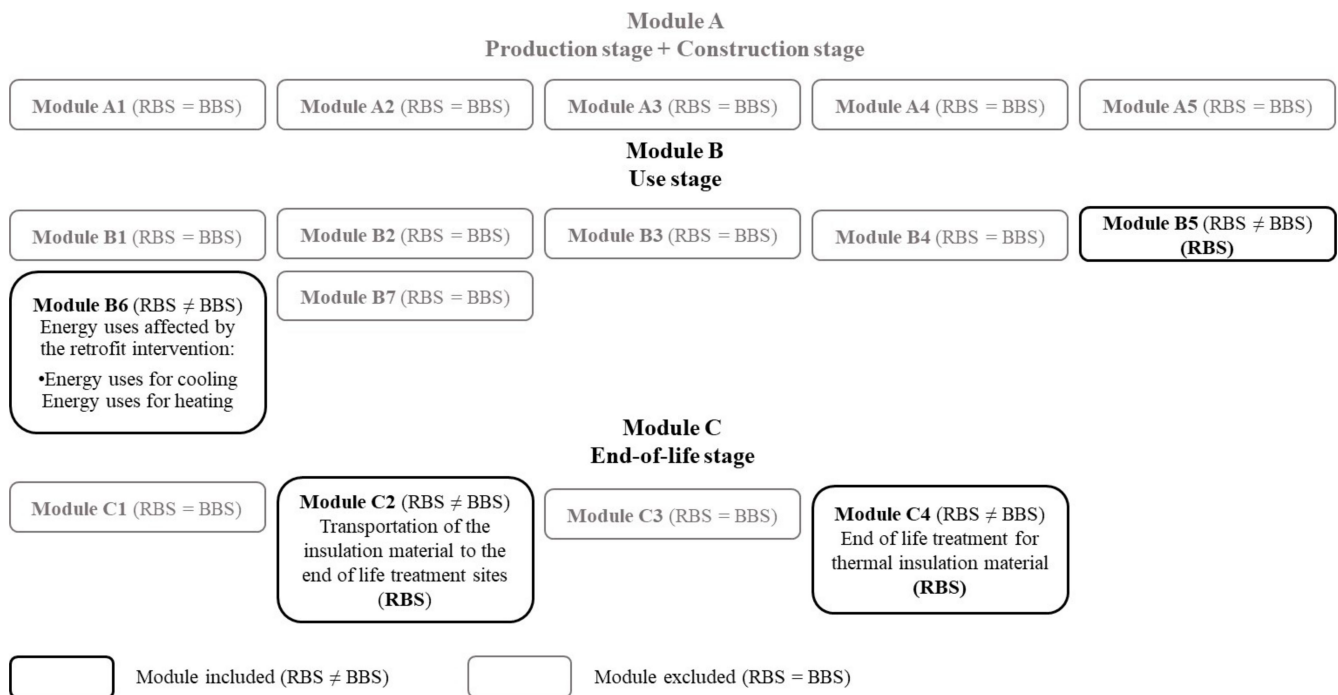 Module A
Production stage + Construction stage
Module A1 (RBS = BBS)
Module A2 (RBS = BBS)
Module A3 (RBS = BBS)
Module A4 (RBS = BBS)
Module A5 (RBS = BBS)
Module B
Use stage
Module B1 (RBS = BBS)
Module B2 (RBS = BBS)
Module B3 (RBS = BBS)
Module B4 (RBS = BBS)
Module B5 (RBS ≠ BBS)
(RBS)
Module B6 (RBS ≠ BBS)
Energy uses affected by
the retrofit intervention:
•Energy uses for cooling
Energy uses for heating
Module B7 (RBS = BBS)
Module C
End-of-life stage
Module C1 (RBS = BBS)
Module C2 (RBS ≠ BBS)
Transportation of the
insulation material to the
end of life treatment sites
(RBS)
Module C3 (RBS = BBS)
Module C4 (RBS ≠ BBS)
End of life treatment for
thermal insulation material
(RBS)
Module included (RBS ≠ BBS)
Module excluded (RBS = BBS)